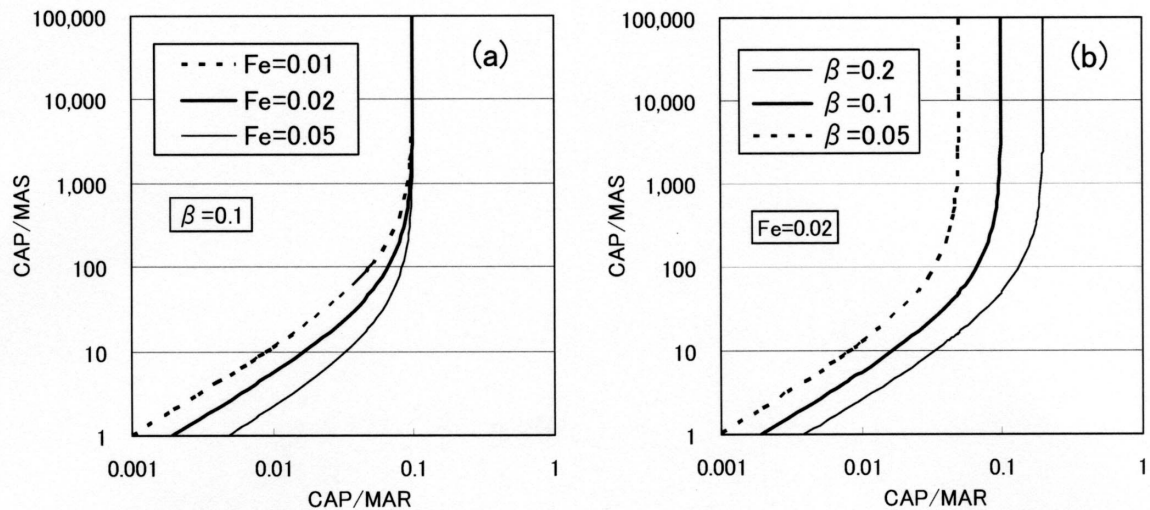 100,000
10,000
1,000
100
10
1
CAP/MAS
0.001 0.01 0.1 1
CAP/MAR
(a)
Fe=0.01
Fe=0.02
Fe=0.05
β=0.1
100,000
10,000
1,000
100
10
1
CAP/MAS
0.001 0.01 0.1 1
CAP/MAR
(b)
β=0.2
β=0.1
β=0.05
Fe=0.02